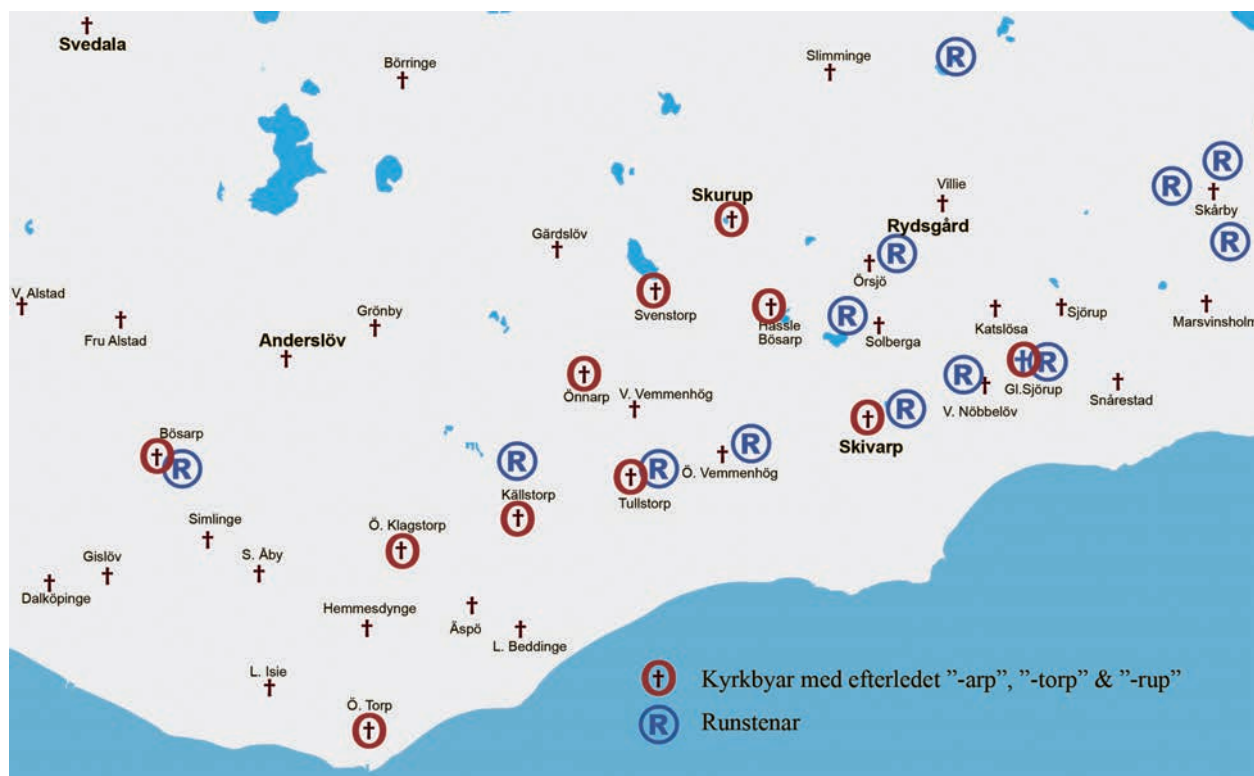 Svedala
Börringe
Slimminge
R
R
R
Skårby
R
Villie
Skurup
Rydsgård
R
Örsjö
Gärdslöv
V. Alstad
Fru Alstad
Grönby
Anderslöv
Svenstorp
Hassle
Bösarp
R
Solberga
Katslösa
Sjörup
Marsvinsholm
Önnarp
V. Vemmenhög
R
V. Nöbbelöv
R
Gl.Sjörup
Snårestad
Skivarp
R
Bösarp
R
R
Källstorp
R
Tullstorp
R
Ö. Vemmenhög
Simlinge
Ö. Klagstorp
Gislöv
S. Åby
Dalköpinge
Hemmesdynge
Äspö
L. Beddinge
L. Isie
Ö. Torp
Kyrkbyar med efterledet ”-arp”, ”-torp” & ”-rup”
R Runstenar